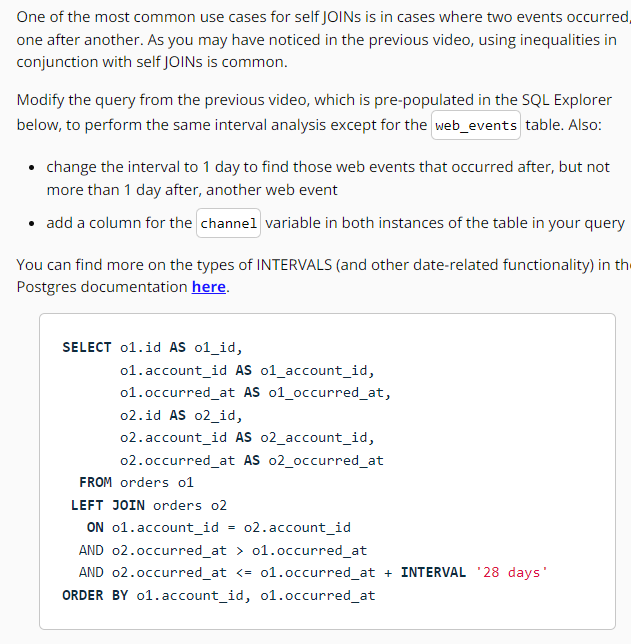 One of the most common use cases for self JOINs is in cases where two events occurred,
one after another. As you may have noticed in the previous video, using inequalities in
conjunction with self JOINs is common.
Modify the query from the previous video, which is pre-populated in the SQL Explorer
below, to perform the same interval analysis except for the web_events table. Also:
• change the interval to 1 day to find those web events that occurred after, but not
more than 1 day after, another web event
• add a column for the channel variable in both instances of the table in your query
You can find more on the types of INTERVALS (and other date-related functionality) in the
Postgres documentation here.
SELECT o1.id AS o1_id,
o1.account_id AS o1_account_id,
o1.occurred_at AS o1_occurred_at,
o2.id AS o2_id,
o2.account_id AS o2_account_id,
o2.occurred_at AS o2_occurred_at
FROM orders o1
LEFT JOIN orders o2
ON o1.account_id = o2.account_id
AND o2.occurred_at > o1.occurred_at
AND o2.occurred_at <= o1.occurred_at + INTERVAL '28 days'
ORDER BY o1.account_id, o1.occurred_at